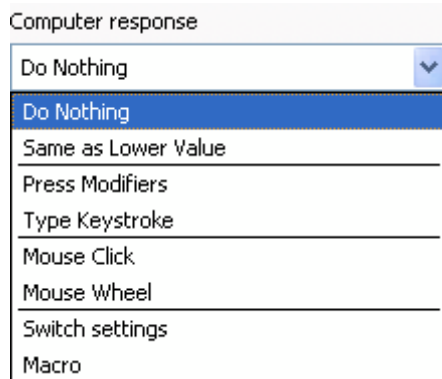 Computer response
Do Nothing
Do Nothing
Same as Lower Value
Press Modifiers
Type Keystroke
Mouse Click
Mouse Wheel
Switch settings
Macro